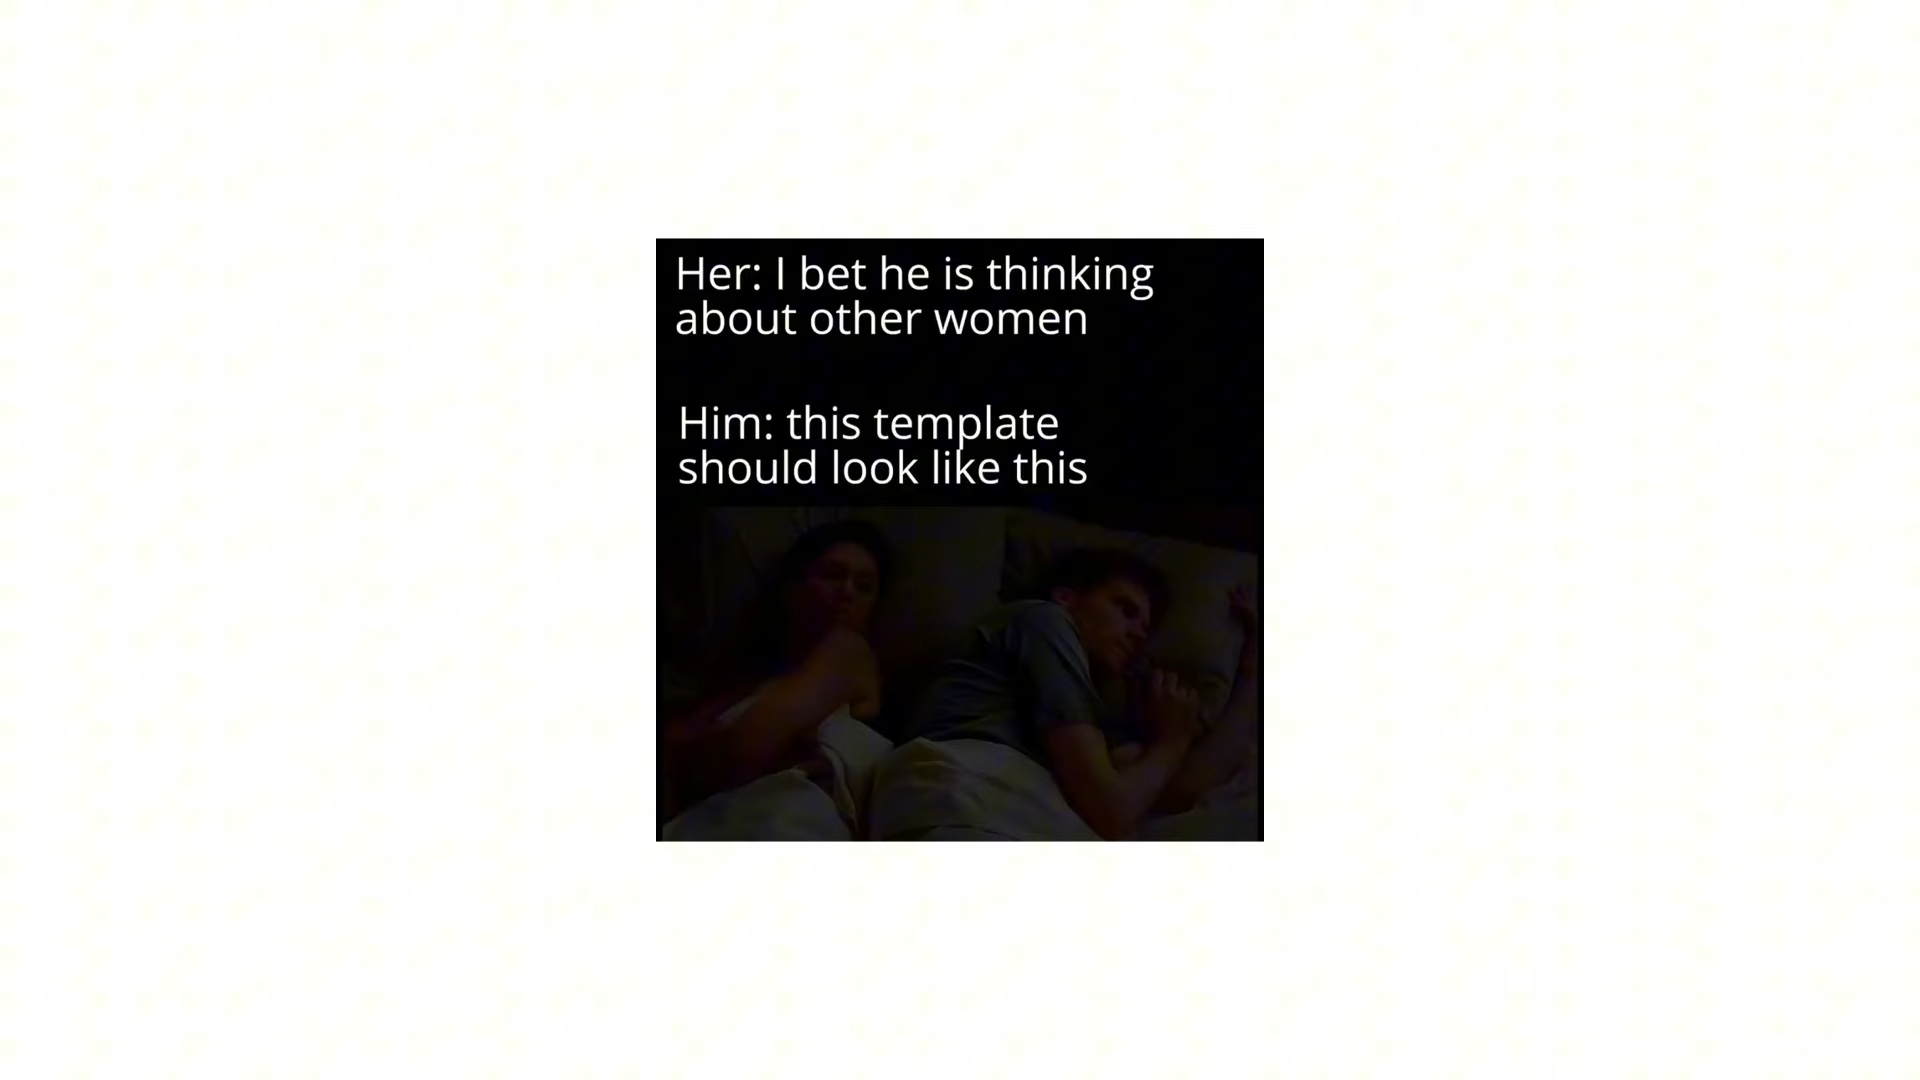 Her: I bet he is thinking
about other women
Him: this template
should look like this